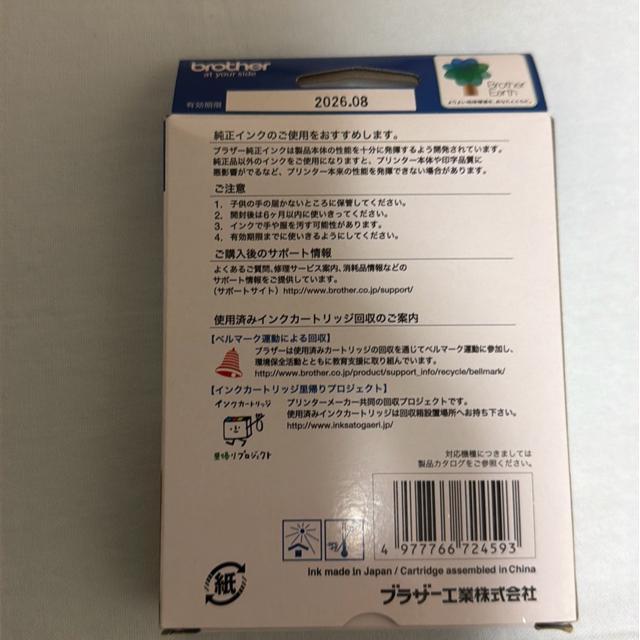 brother
at your side
Brother
Earth
有効期限
2026.08
純正インクのご使用をおすすめします。
ブラザー純正インクは製品本体の性能を十分に発揮するよう開発されています。
純正品以外のインクをご使用になりますと、プリンター本体や印字品質に
悪影響がでるなど、プリンター本来の性能を発揮できない場合があります。
ご注意
1. 子供の手の届かないところに保管してください。
2. 開封後は6ヶ月以内に使いきってください。
3. インクで手や服を汚す可能性があります。
4. 有効期限までに使いきるようにしてください。
ご購入後のサポート情報
よくあるご質問、修理サービス案内、消耗品情報などの
サポート情報をご提供しています。
(サポートサイト) http://www.brother.co.jp/support/
使用済みインクカートリッジ回収のご案内
【ベルマーク運動による回収】
ブラザーは使用済みカートリッジの回収を通じてベルマーク運動に参加し、
環境保全活動とともに教育支援に取り組んでいます。
http://www.brother.co.jp/product/support_info/recycle/bellmark/
【インクカートリッジ里帰りプロジェクト】
インクカートリッジ
里帰りプロジェクト
プリンターメーカー共同の回収プロジェクトです。
使用済みインクカートリッジは回収箱設置場所へお持ち下さい。
http://www.inksatogaeri.jp/
対応機種につきましては
製品カタログをご参照ください。
4 977766 724593
紙
Ink made in Japan / Cartridge assembled in China
ブラザー工業株式会社